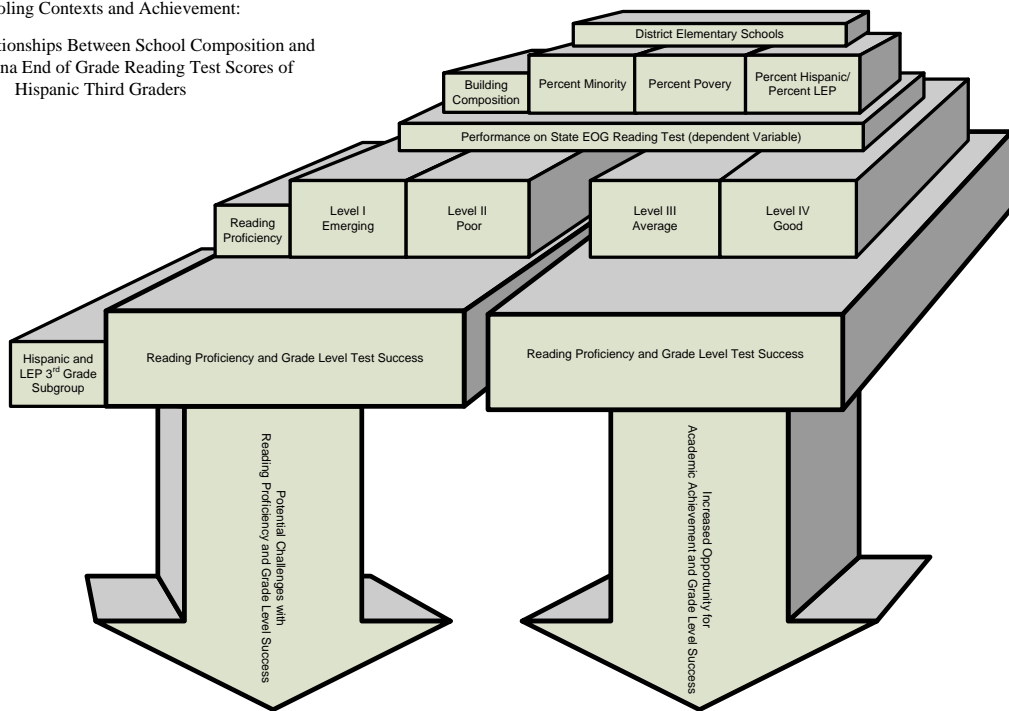 oling Contexts and Achievement:
tionships Between School Composition and
na End of Grade Reading Test Scores of
Hispanic Third Graders
District Elementary Schools
Building
Composition
Percent Minority
Percent Povery
Percent Hispanic/
Percent LEP
Performance on State EOG Reading Test (dependent Variable)
Reading
Proficiency
Level I
Emerging
Level II
Poor
Level III
Average
Level IV
Good
Hispanic and
LEP 3rd Grade
Subgroup
Reading Proficiency and Grade Level Test Success
Reading Proficiency and Grade Level Test Success
Potential Challenges with
Reading Proficiency and Grade Level Success
Increased Opportunity for
Academic Achievement and Grade Level Success